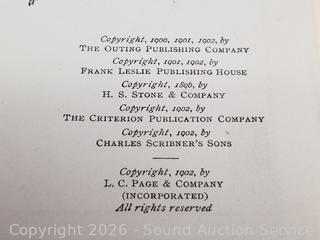 Copyright, 1900, 1901, 1902, by
THE OUTING PUBLISHING COMPANY
Copyright, 1901, 1902, by
FRANK LESLIE PUBLISHING HOUSE
Copyright, 1896, by
H. S. STONE & COMPANY
Copyright, 1902, by
THE CRITERION PUBLICATION COMPANY
Copyright, 1902, by
CHARLES SCRIBNER'S SONS
Copyright, 1902, by
L. C. PAGE & COMPANY
(INCORPORATED)
All rights reserved
Copyright 2026 - Sound Auction Service